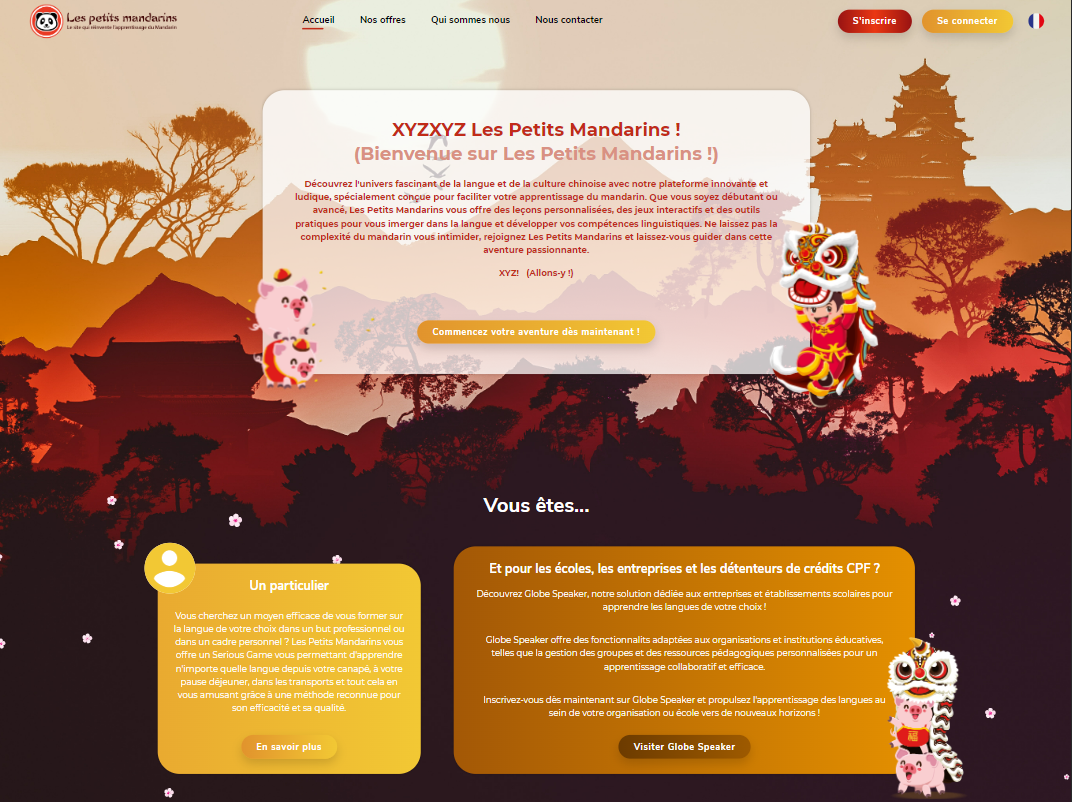 Les petits mandarins
Le site qui réinvente l'apprentissage du Mandarin
Accueil
Nos offres
Qui sommes nous
Nous contacter
S'inscrire
Se connecter
XYZXYZ Les Petits Mandarins !
(Bienvenue sur Les Petits Mandarins !)
Découvrez l'univers fascinant de la langue et de la culture chinoise avec notre plateforme innovante et
ludique, spécialement conçue pour faciliter votre apprentissage du mandarin. Que vous soyez débutant ou
avancé, Les Petits Mandarins vous offre des leçons personnalisées, des jeux interactifs et des outils
pratiques pour vous imerger dans la langue et développer vos compétences linguistiques. Ne laissez pas la
complexité du mandarin vous intimider, rejoignez Les Petits Mandarins et laissez-vous guider dans cette
aventure passionnante.
XYZ! (Allons-y !)
Commencez votre aventure dès maintenant !
Vous êtes...
Un particulier
Vous cherchez un moyen efficace de vous former sur
la langue de votre choix dans un but professionnel ou
dans un cadre personnel ? Les Petits Mandarins vous
offre un Serious Game vous permettant d'apprendre
n'importe quelle langue depuis votre canapé, à votre
pause déjeuner, dans les transports et tout cela en
vous amusant grâce à une méthode reconnue pour
son efficacité et sa qualité.
En savoir plus
Et pour les écoles, les entreprises et les détenteurs de crédits CPF ?
Découvrez Globe Speaker, notre solution dédiée aux entreprises et établissements scolaires pour
apprendre les langues de votre choix !
Globe Speaker offre des fonctionnalits adaptées aux organisations et institutions éducatives,
telles que la gestion des groupes et des ressources pédagogiques personnalisées pour un
apprentissage collaboratif et efficace.
Inscrivez-vous dès maintenant sur Globe Speaker et propulsez l'apprentissage des langues au
sein de votre organisation ou école vers de nouveaux horizons !
Visiter Globe Speaker
福